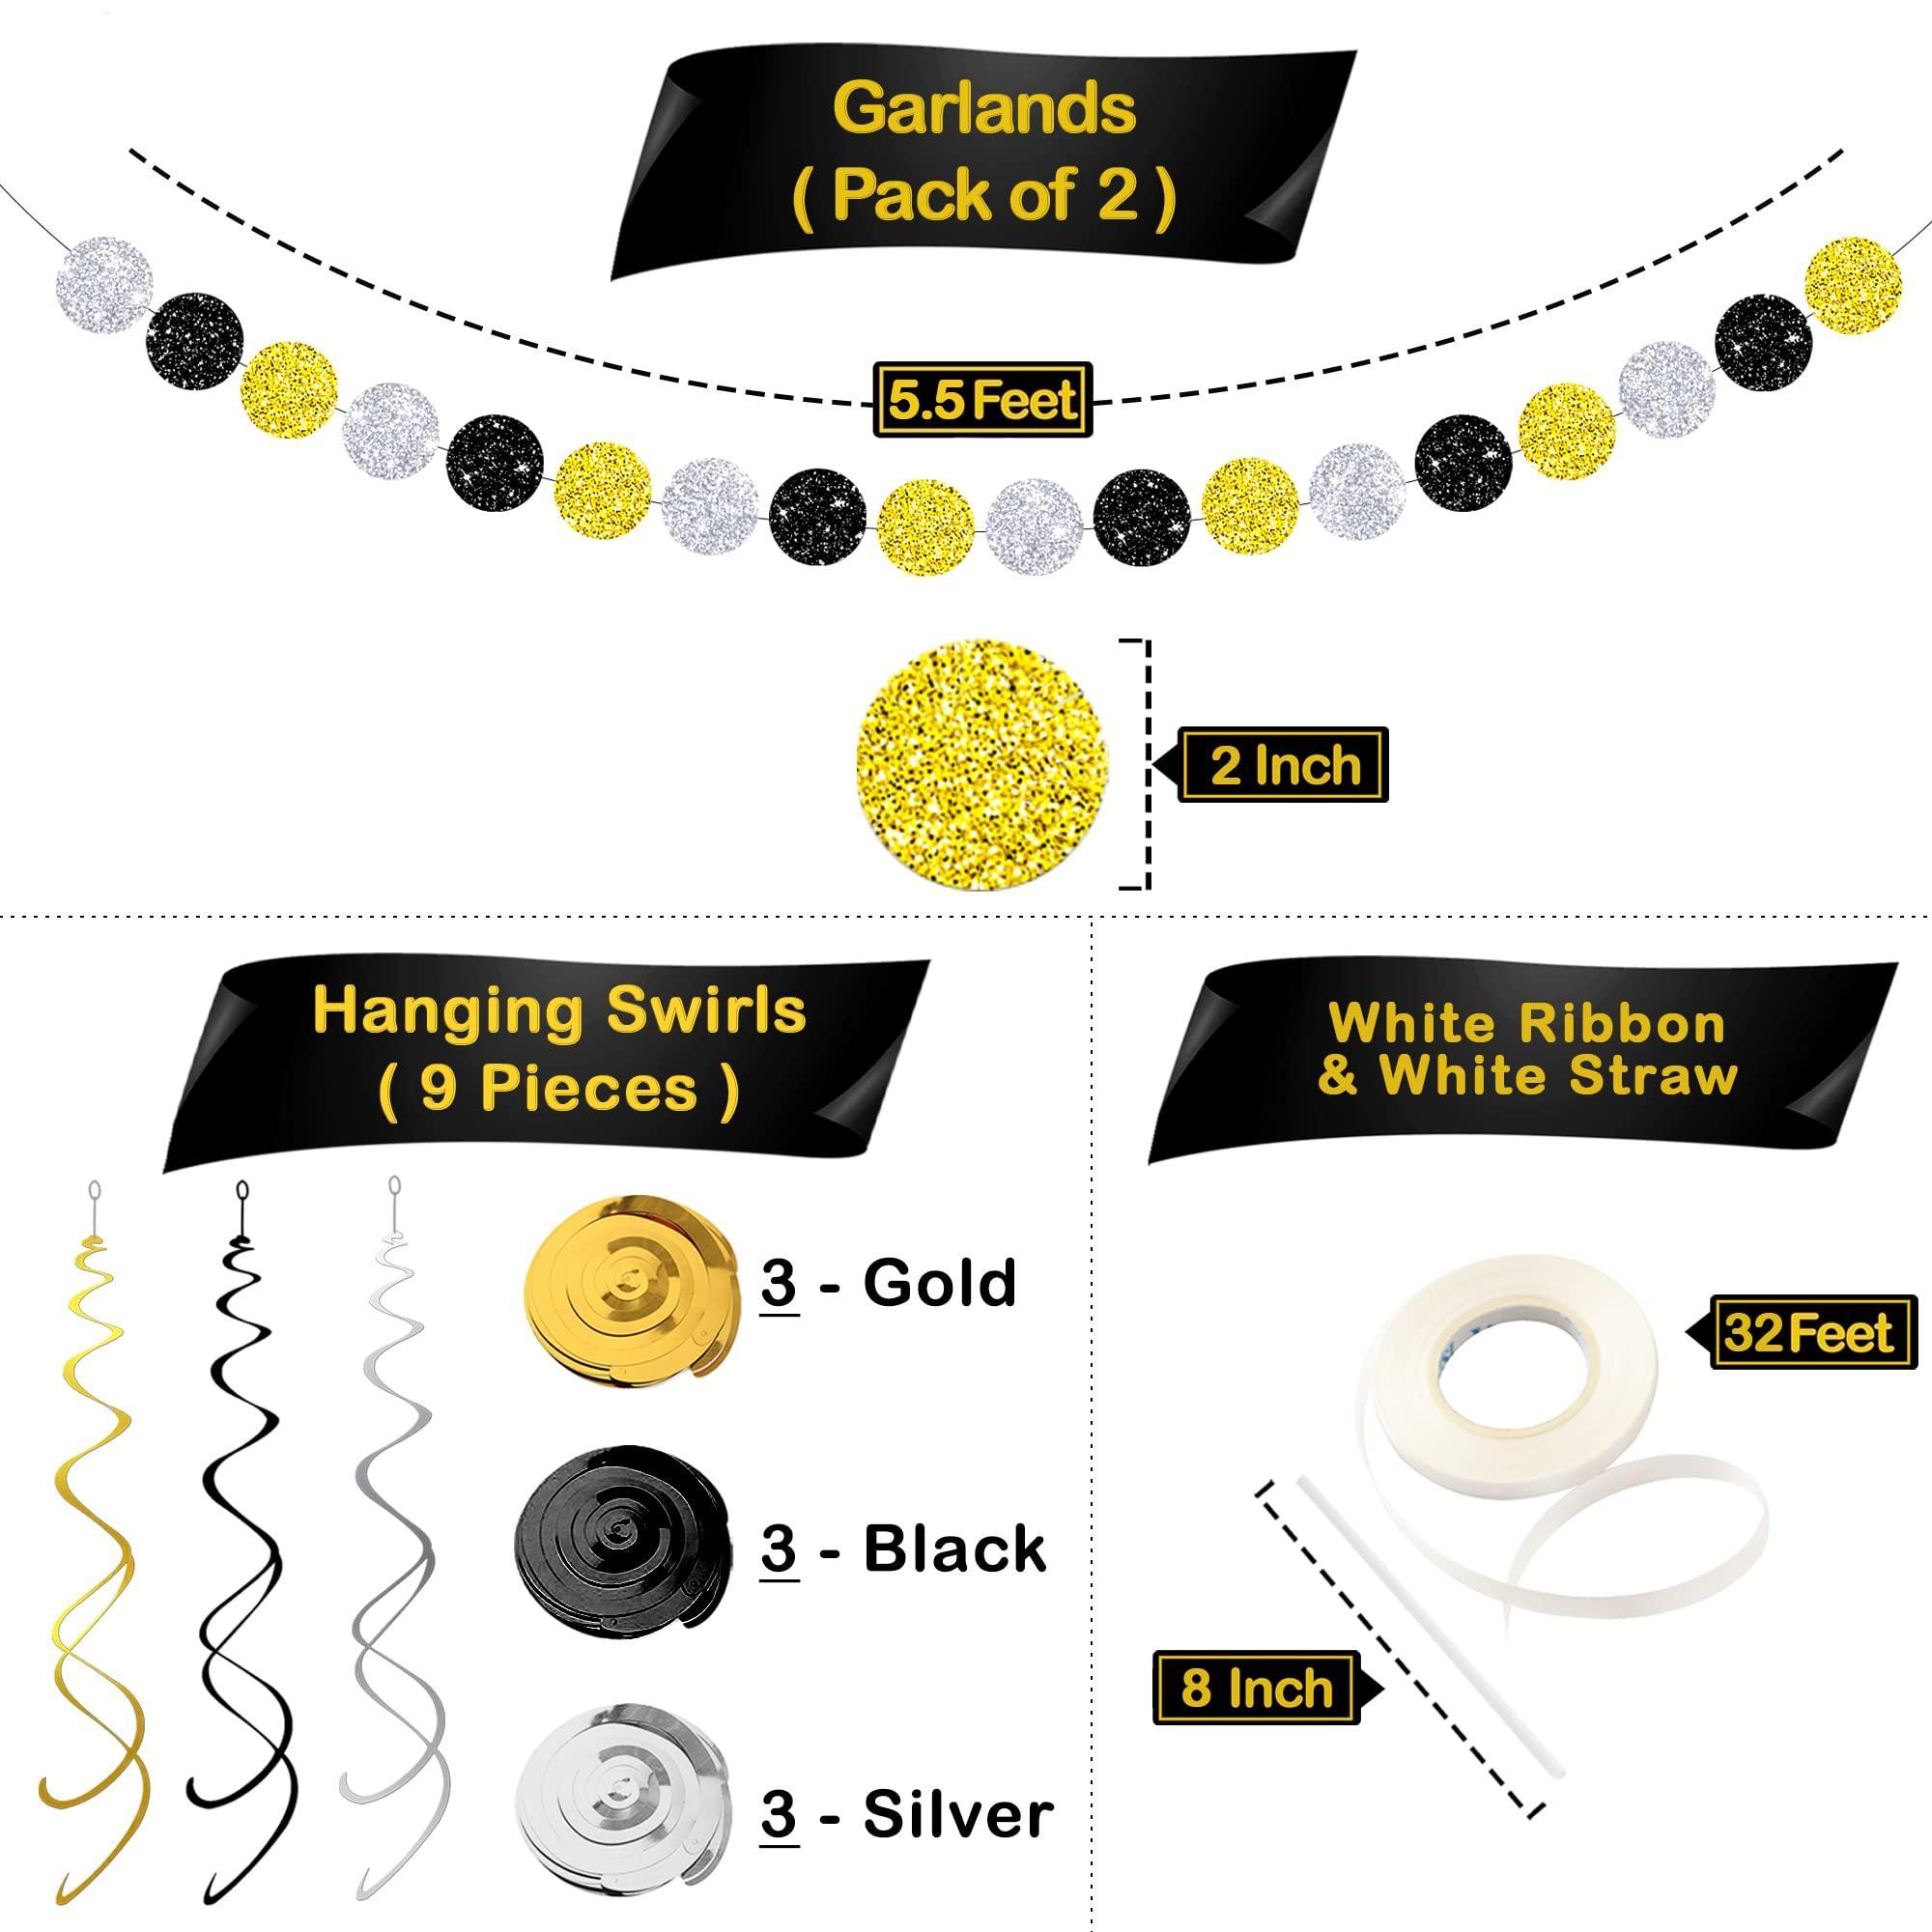 Garlands
( Pack of 2 )
5.5 Feet
2 Inch
Hanging Swirls
( 9 Pieces )
3 - Gold
3 - Black
3 - Silver
White Ribbon
& White Straw
32 Feet
8 Inch